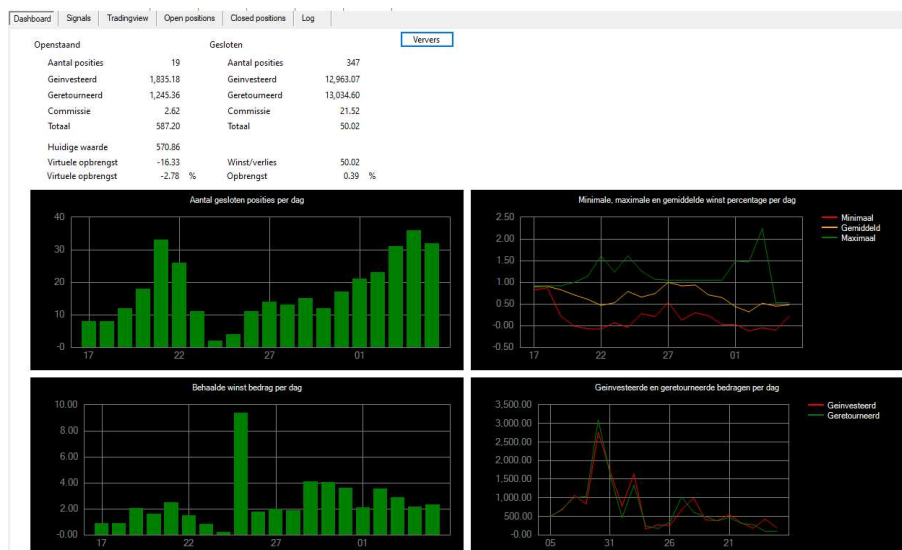 Dashboard Signals Tradingview Open positions Closed positions Log
Openstaand Gesloten Ververs
Aantal posities 19 Aantal posities 347
Geinvesteerd 1,835.18 Geinvesteerd 12,963.07
Geretourneerd 1,245.36 Geretourneerd 13,034.60
Commissie 2.62 Commissie 21.52
Totaal 587.20 Totaal 50.02
Huidige waarde 570.86
Virtuele opbrengst -16.33 Winst/verlies 50.02
Virtuele opbrengst -2.78 % Opbrengst 0.39 %
Aantal gesloten posities per dag
40
30
20
10
-0
17 22 27 01
Minimale, maximale en gemiddelde winst percentage per dag
2.50
2.00
1.50
1.00
0.50
-0.00
-0.50
17 22 27 01
Minimaal
Gemiddeld
Maximaal
Behaalde winst bedrag per dag
10.00
8.00
6.00
4.00
2.00
-0.00
17 22 27 01
Geinvesteerde en geretourneerde bedragen per dag
3,500.00
3,000.00
2,500.00
2,000.00
1,500.00
1,000.00
500.00
-0.00
05 31 26 21
Geinvesteerd
Geretourneerd